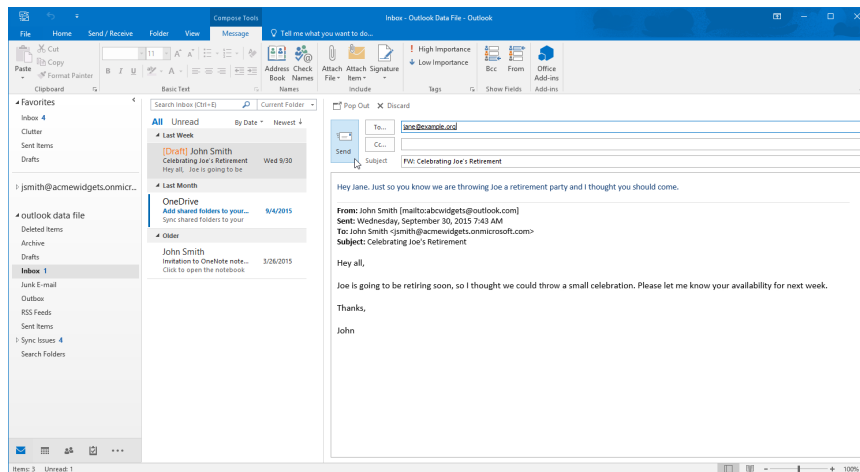 Compose Tools
Inbox - Outlook Data File - Outlook
File Home Send / Receive Folder View Message Tell me what you want to do...
Paste
Cut
Copy
Format Painter
Clipboard
11
B I U
Basic Text
Address Book
Check Names
Names
Attach File
Attach Item
Signature
Include
High Importance
Low Importance
Tags
Bcc From
Show Fields
Office Add-ins
Add-ins
Favorites
Inbox 4
Clutter
Sent Items
Drafts
jsmith@acmewidgets.onmicr...
outlook data file
Deleted Items
Archive
Drafts
Inbox 1
Junk E-mail
Outbox
RSS Feeds
Sent Items
Sync Issues 4
Search Folders
Search Inbox (Ctrl+E) Current Folder
All Unread By Date Newest
Last Week
[Draft] John Smith
Celebrating Joe's Retirement Wed 9/30
Hey all, Joe is going to be
Last Month
OneDrive
Add shared folders to your... 9/4/2015
Sync shared folders to your
Older
John Smith
Invitation to OneNote note... 3/26/2015
Click to open the notebook
Pop Out Discard
Send
To... jane@example.org
Cc...
Subject FW: Celebrating Joe's Retirement
Hey Jane. Just so you know we are throwing Joe a retirement party and I thought you should come.
From: John Smith [mailto:abcwidgets@outlook.com]
Sent: Wednesday, September 30, 2015 7:43 AM
To: John Smith <jsmith@acmewidgets.onmicrosoft.com>
Subject: Celebrating Joe's Retirement
Hey all,
Joe is going to be retiring soon, so I thought we could throw a small celebration. Please let me know your availability for next week.
Thanks,
John
Items: 3 Unread: 1
100%